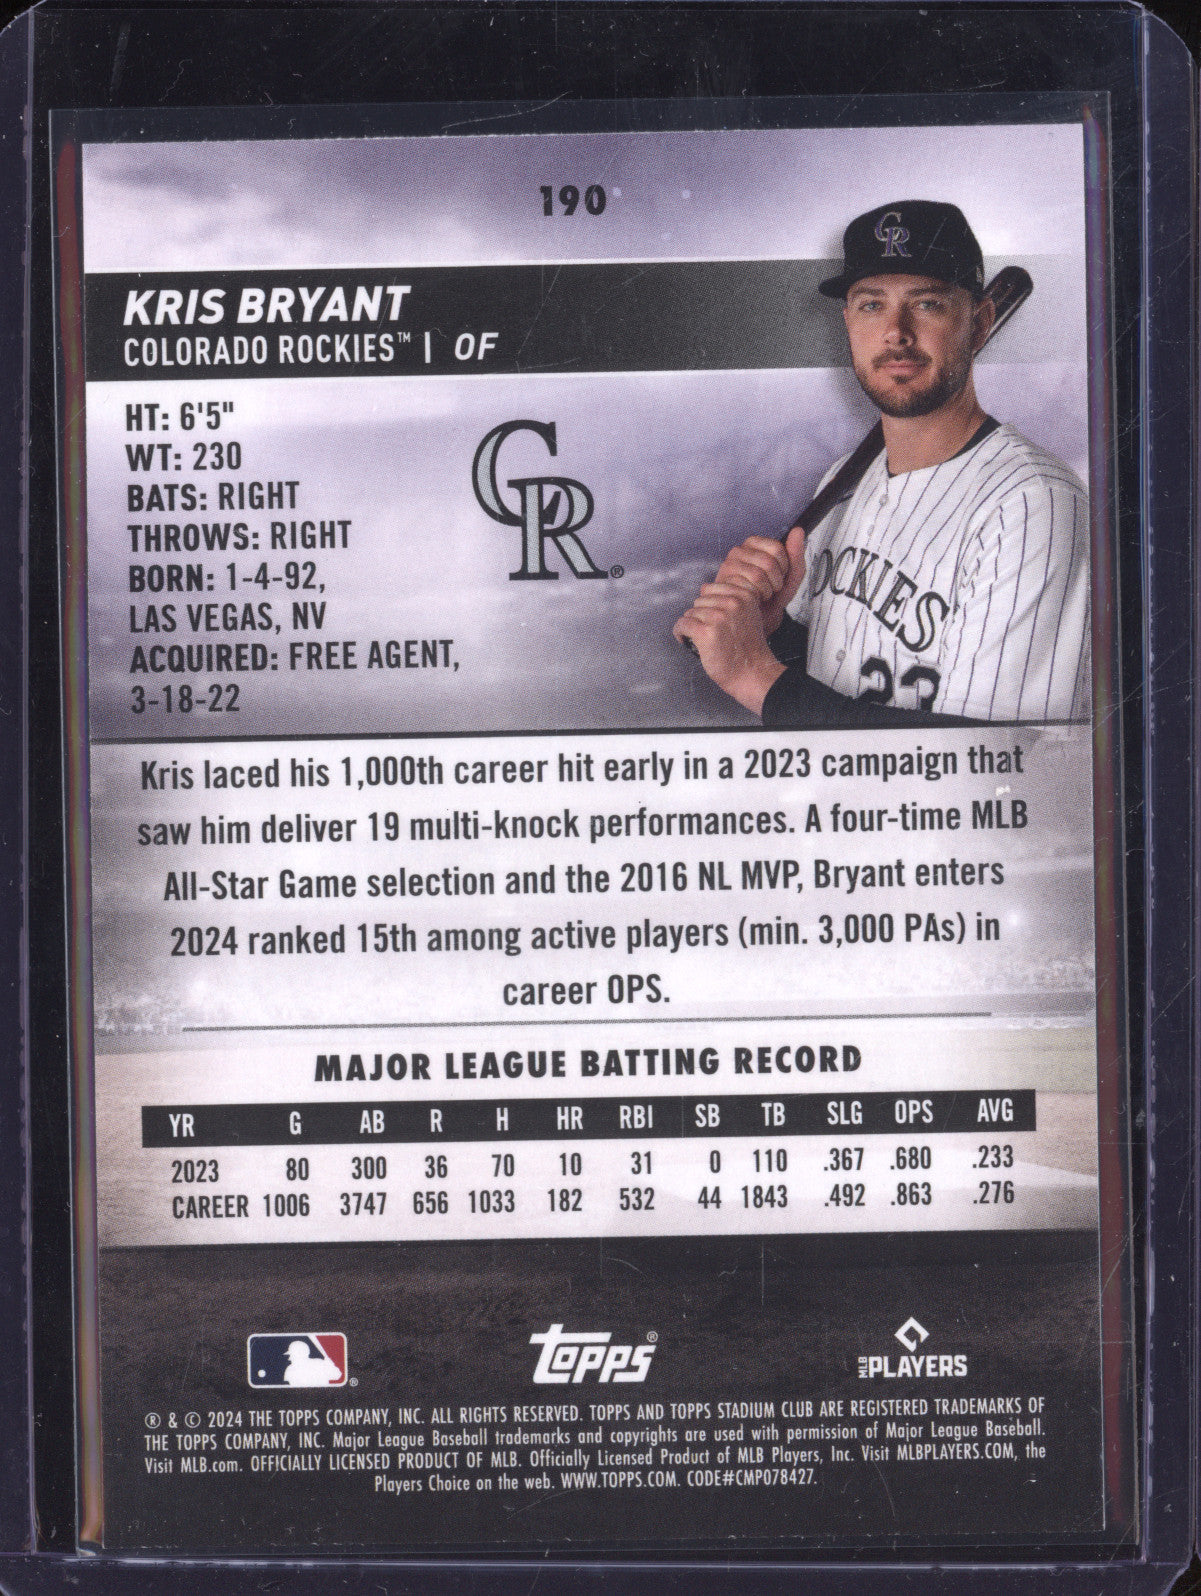 190
CR
KRIS BRYANT
COLORADO ROCKIES™ | OF
HT: 6'5"
WT: 230
BATS: RIGHT
THROWS: RIGHT
BORN: 1-4-92,
LAS VEGAS, NV
ACQUIRED: FREE AGENT,
3-18-22
CR®
OCKIES
23
Kris laced his 1,000th career hit early in a 2023 campaign that
saw him deliver 19 multi-knock performances. A four-time MLB
All-Star Game selection and the 2016 NL MVP, Bryant enters
2024 ranked 15th among active players (min. 3,000 PAs) in
career OPS.
MAJOR LEAGUE BATTING RECORD
YR G AB R H HR RBI SB TB SLG OPS AVG
2023 80 300 36 70 10 31 0 110 .367 .680 .233
CAREER 1006 3747 656 1033 182 532 44 1843 .492 .863 .276
® Topps® MLB PLAYERS
® & © 2024 THE TOPPS COMPANY, INC. ALL RIGHTS RESERVED. TOPPS AND TOPPS STADIUM CLUB ARE REGISTERED TRADEMARKS OF
THE TOPPS COMPANY, INC. Major League Baseball trademarks and copyrights are used with permission of Major League Baseball.
Visit MLB.com. OFFICIALLY LICENSED PRODUCT OF MLB. Officially Licensed Product of MLB Players, Inc. Visit MLBPLAYERS.COM, the
Players Choice on the web. WWW.TOPPS.COM. CODE#CMP078427.